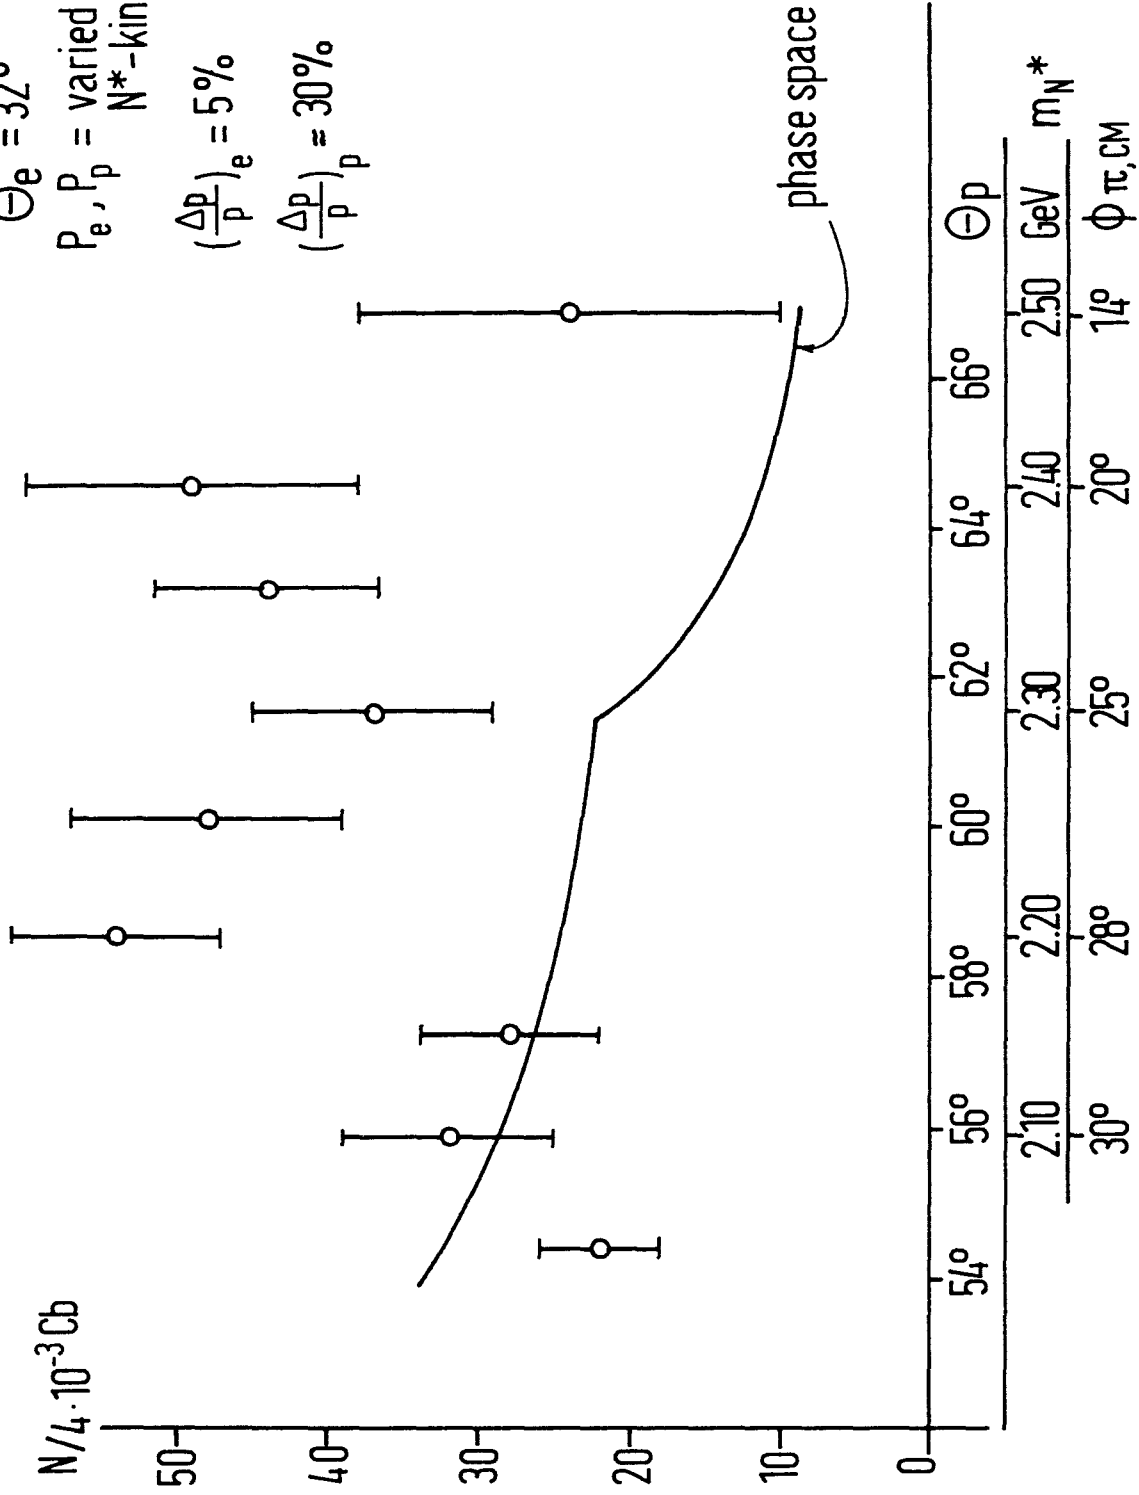 N/4·10⁻³Cb
Θe = 32°
Pe, Pp = varied
N*-kin
(Δp/p)e = 5%
(Δp/p)p = 30%
phase space
50
40
30
20
10
0
54° 56° 58° 60° 62° 64° 66° Θp
2.10 2.20 2.30 2.40 2.50 GeV mN*
30° 28° 25° 20° 14° ϕπ,CM